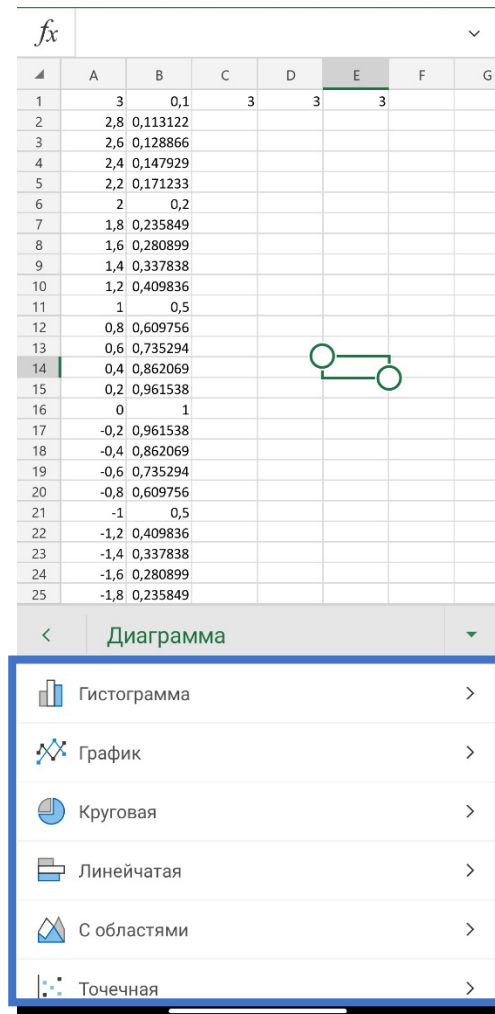 fx
A B C D E F G
1 3 0,1 3 3 3
2 2,8 0,113122
3 2,6 0,128866
4 2,4 0,147929
5 2,2 0,171233
6 2 0,2
7 1,8 0,235849
8 1,6 0,280899
9 1,4 0,337838
10 1,2 0,409836
11 1 0,5
12 0,8 0,609756
13 0,6 0,735294
14 0,4 0,862069
15 0,2 0,961538
16 0 1
17 -0,2 0,961538
18 -0,4 0,862069
19 -0,6 0,735294
20 -0,8 0,609756
21 -1 0,5
22 -1,2 0,409836
23 -1,4 0,337838
24 -1,6 0,280899
25 -1,8 0,235849
Диаграмма
Гистограмма
График
Круговая
Линейчатая
С областями
Точечная